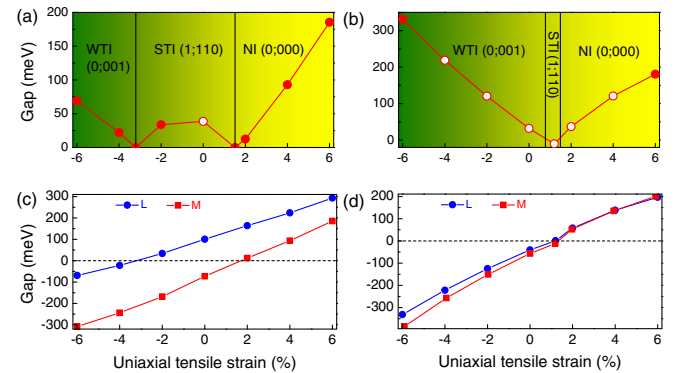 (a)
200
150
100
50
0
Gap (meV)
WTI
(0;001)
STI (1;110)
NI (0;000)
-6 -4 -2 0 2 4 6
(b)
300
200
100
0
WTI (0;001)
STI (1;110)
NI (0;000)
-6 -4 -2 0 2 4 6
(c)
300
200
100
0
-100
-200
-300
Gap (meV)
L M
-6 -4 -2 0 2 4 6
Uniaxial tensile strain (%)
(d)
200
100
0
-100
-200
-300
L M
-6 -4 -2 0 2 4 6
Uniaxial tensile strain (%)